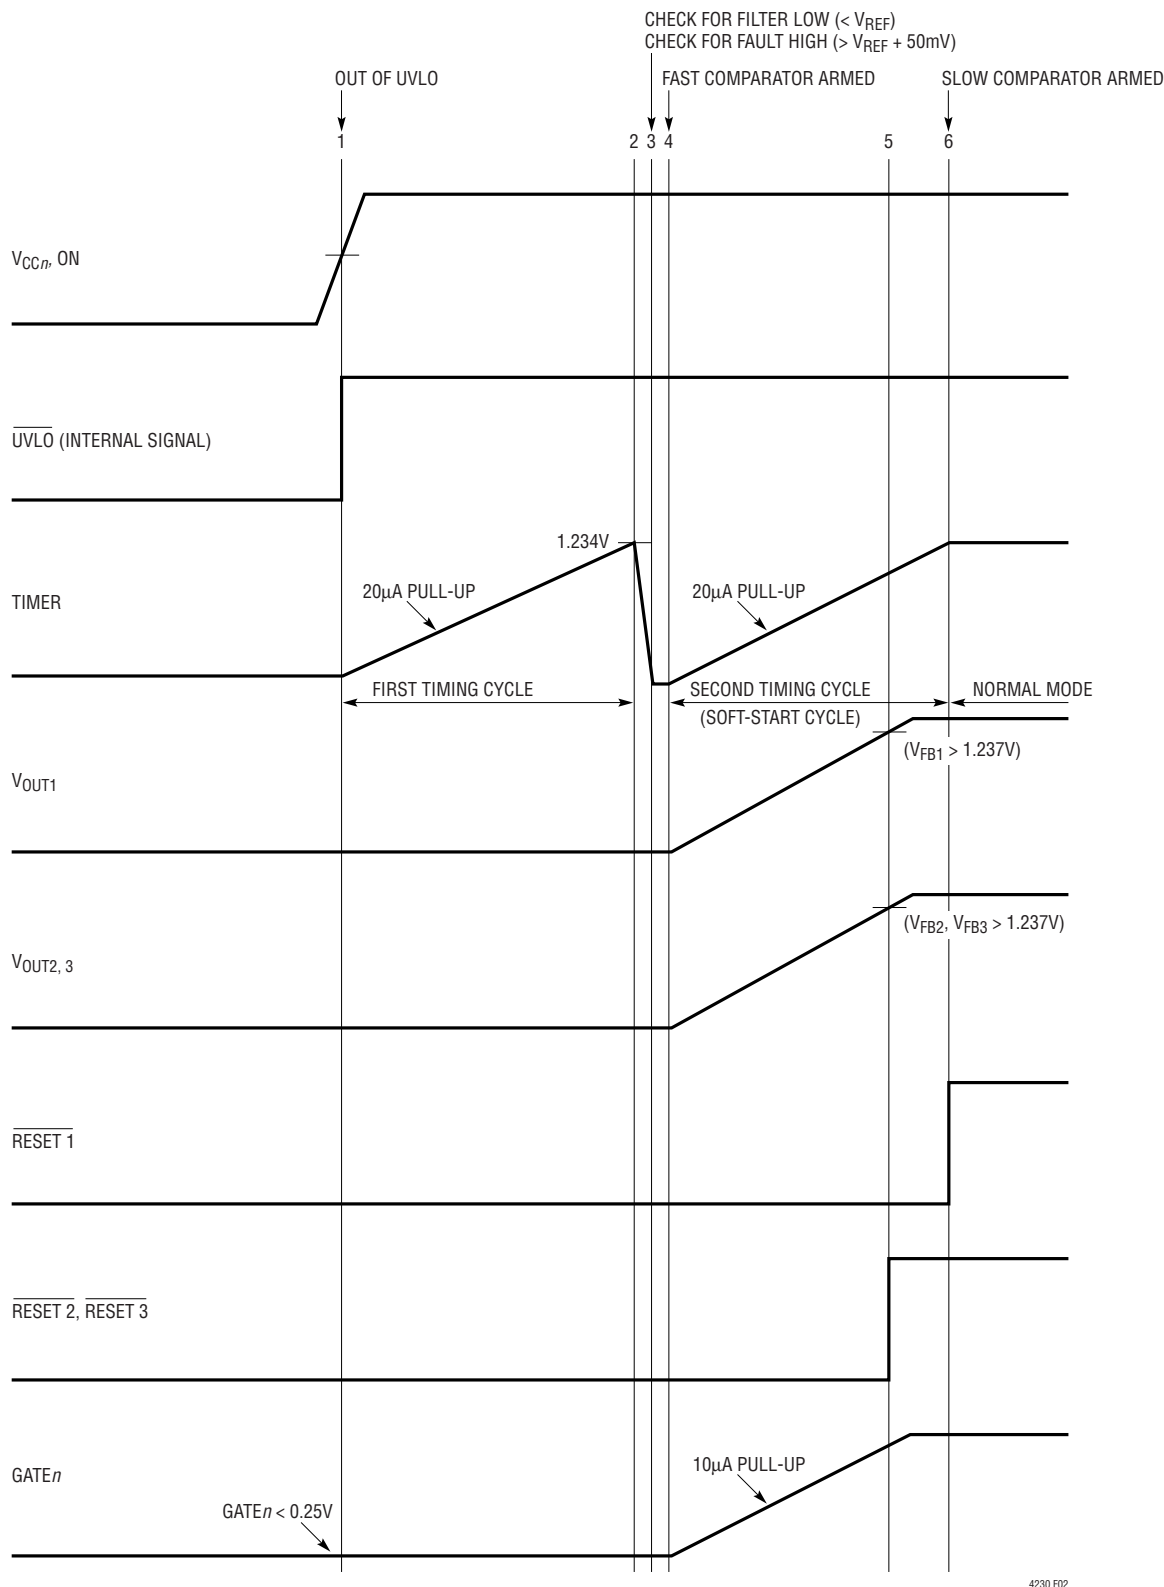 CHECK FOR FILTER LOW (< VREF)
CHECK FOR FAULT HIGH (> VREF + 50mV)
OUT OF UVLO
FAST COMPARATOR ARMED
SLOW COMPARATOR ARMED
1 2 3 4 5 6
VCCn, ON
UVLO (INTERNAL SIGNAL)
1.234V
TIMER
20µA PULL-UP
20µA PULL-UP
FIRST TIMING CYCLE
SECOND TIMING CYCLE
(SOFT-START CYCLE)
NORMAL MODE
VOUT1
(VFB1 > 1.237V)
VOUT2, 3
(VFB2, VFB3 > 1.237V)
RESET 1
RESET 2, RESET 3
GATEn
10µA PULL-UP
GATEn < 0.25V
4230 F02